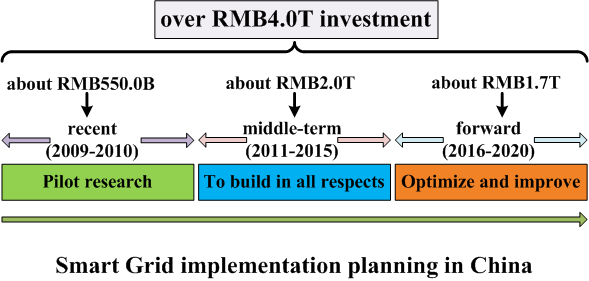 over RMB4.0T investment
about RMB550.0B
about RMB2.0T
about RMB1.7T
recent
(2009-2010)
middle-term
(2011-2015)
forward
(2016-2020)
Pilot research
To build in all respects
Optimize and improve
Smart Grid implementation planning in China